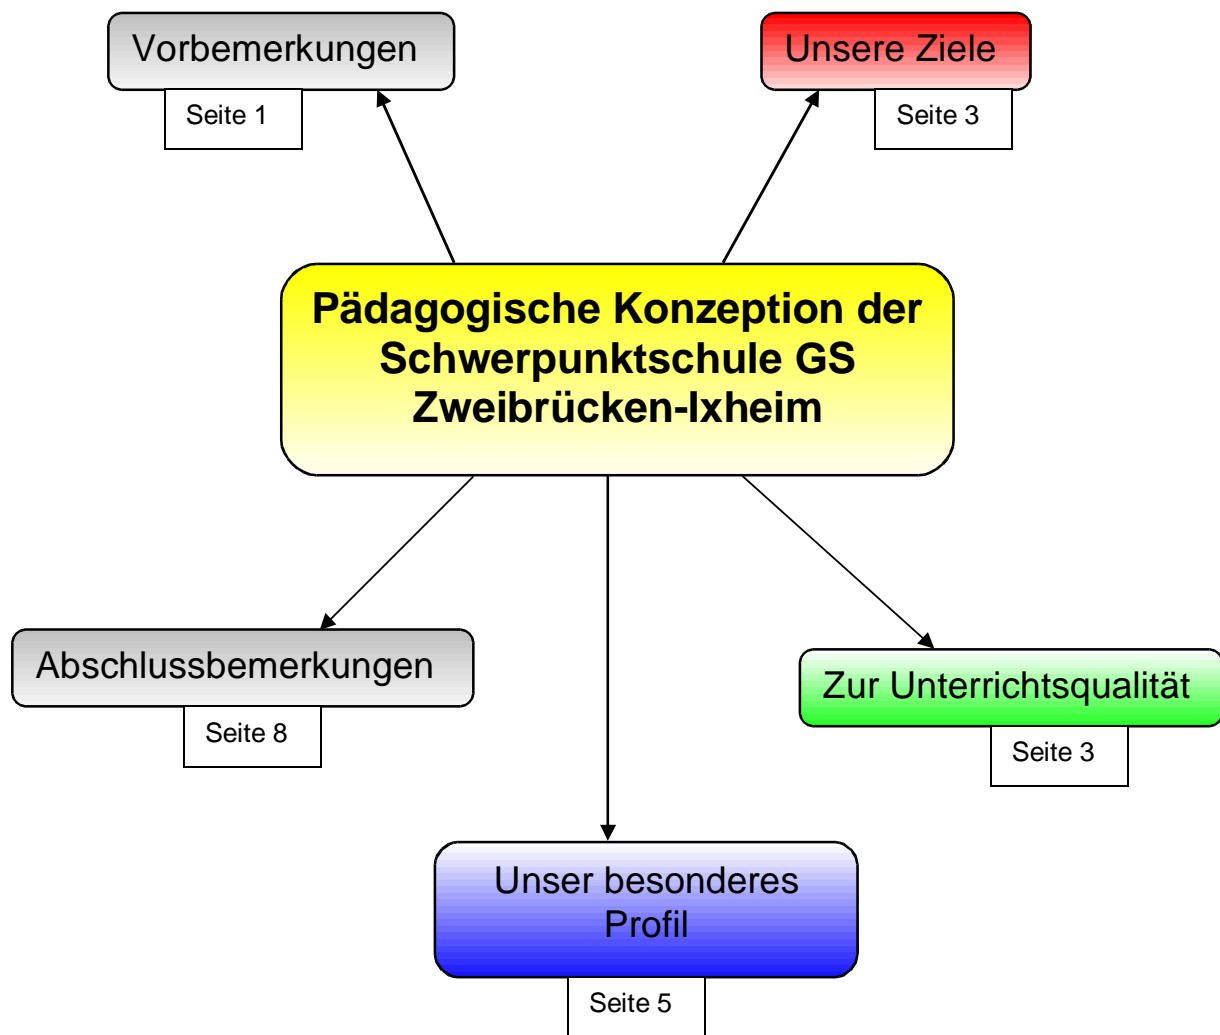 Vorbemerkungen
Seite 1
Unsere Ziele
Seite 3
Pädagogische Konzeption der
Schwerpunktschule GS
Zweibrücken-Ixheim
Abschlussbemerkungen
Seite 8
Zur Unterrichtsqualität
Seite 3
Unser besonderes
Profil
Seite 5